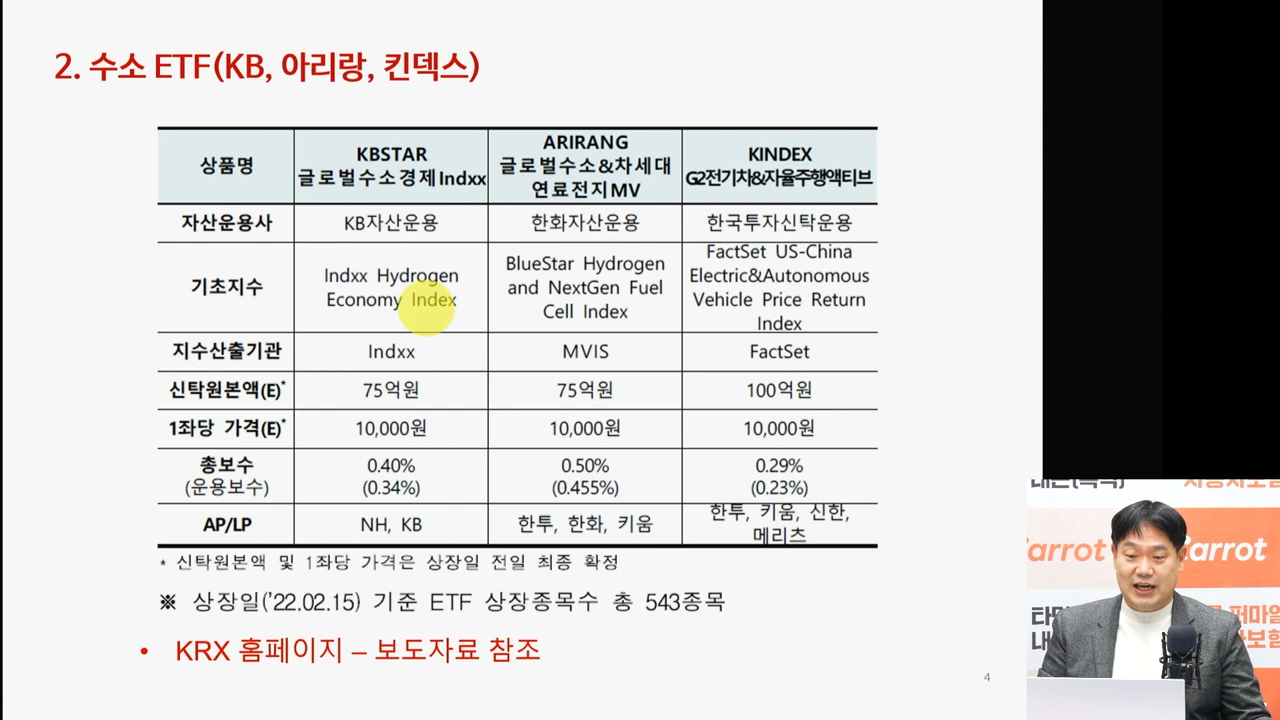 2. 수소 ETF(KB, 아리랑, 킨덱스)
상품명
KBSTAR
글로벌수소경제Indxx
ARIRANG
글로벌수소&차세대
연료전지MV
KINDEX
G2전기차&자율주행액티브
자산운용사
KB자산운용
한화자산운용
한국투자신탁운용
기초지수
Indxx Hydrogen
Economy Index
BlueStar Hydrogen
and NextGen Fuel
Cell Index
FactSet US-China
Electric&Autonomous
Vehicle Price Return
Index
지수산출기관
Indxx
MVIS
FactSet
신탁원본액(E)*
75억원
75억원
100억원
1좌당 가격(E)*
10,000원
10,000원
10,000원
총보수
(운용보수)
0.40%
(0.34%)
0.50%
(0.455%)
0.29%
(0.23%)
AP/LP
NH, KB
한투, 한화, 키움
한투, 키움, 신한,
메리츠
* 신탁원본액 및 1좌당 가격은 상장일 전일 최종 확정
※ 상장일('22.02.15) 기준 ETF 상장종목수 총 543종목
• KRX 홈페이지 – 보도자료 참조
4
arrot
arrot
퍼마일